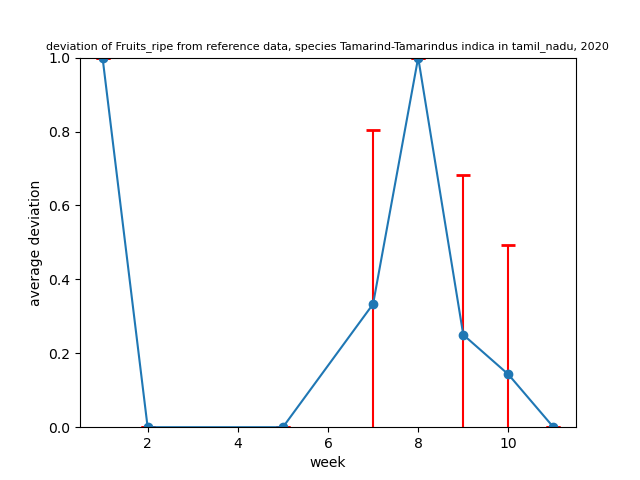 deviation of Fruits_ripe from reference data, species Tamarind-Tamarindus indica in tamil_nadu, 2020
1.0
0.8
0.6
0.4
0.2
0.0
average deviation
2 4 6 8 10
week